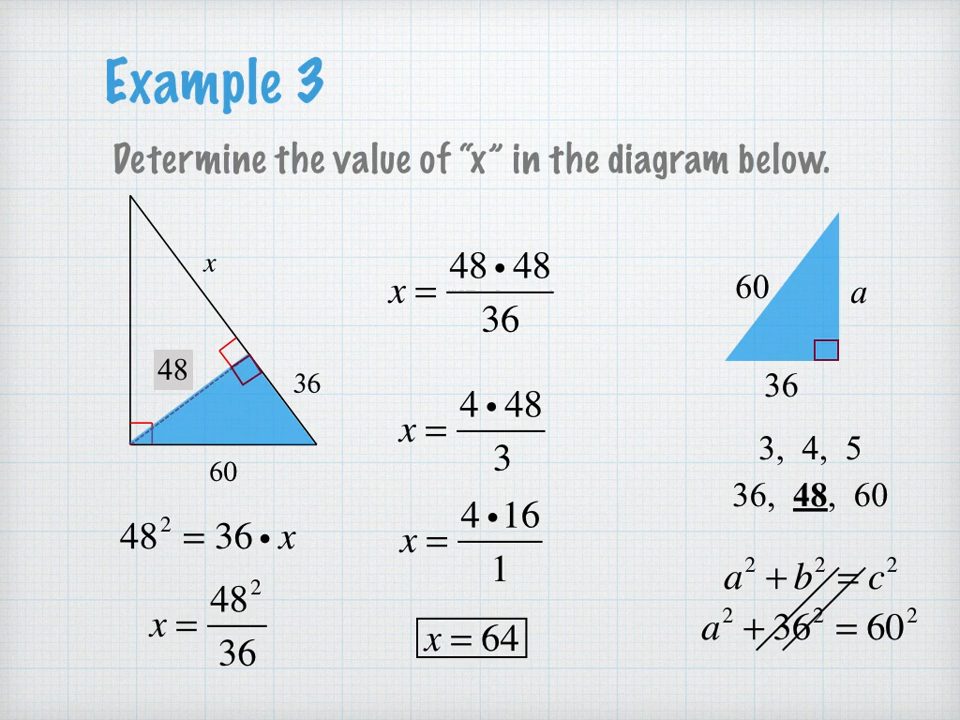 Example 3
Determine the value of “x” in the diagram below.
x
48
36
60
48² = 36 • x
x = 48² / 36
x = 48 • 48 / 36
x = 4 • 48 / 3
x = 4 • 16 / 1
x = 64
60
a
36
3, 4, 5
36, 48, 60
a² + b² = c²
a² + 36² = 60²